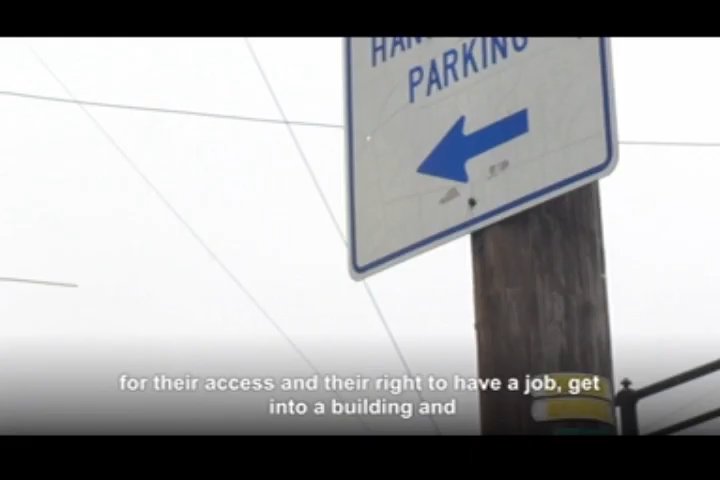 PARKING
for their access and their right to have a job, get
into a building and